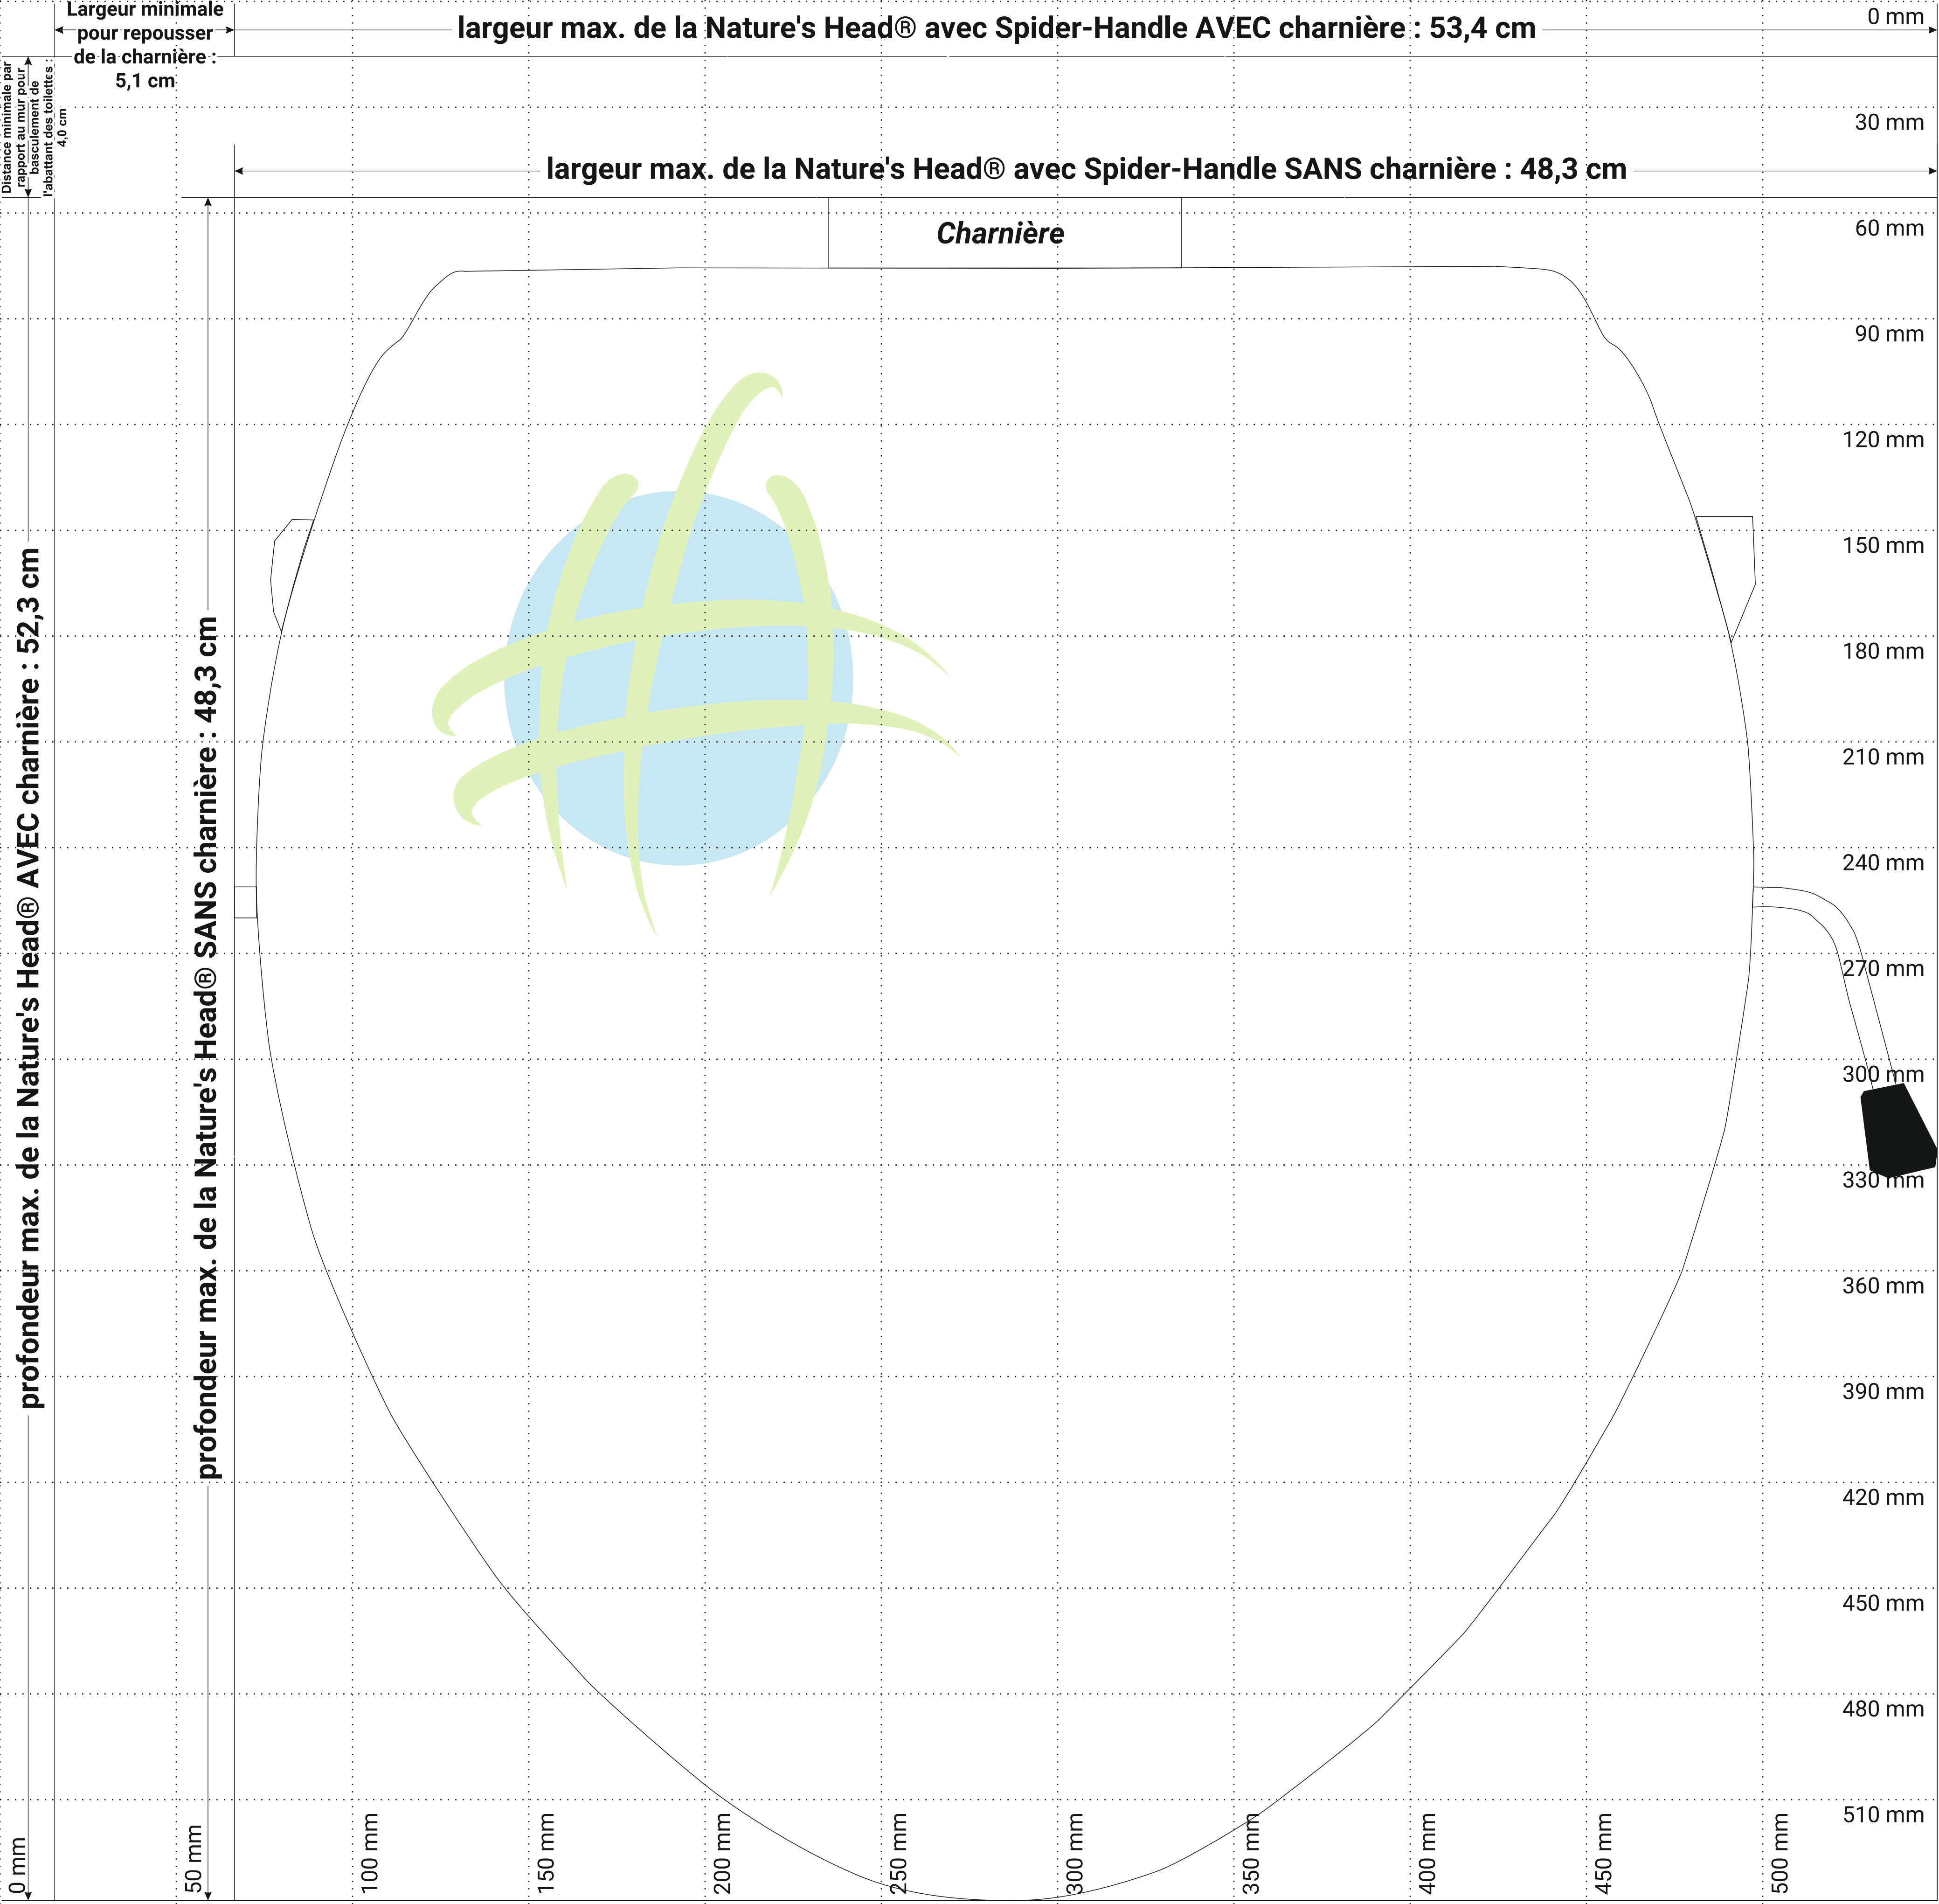 Largeur minimale
pour repousser
de la charnière :
5,1 cm
largeur max. de la Nature's Head® avec Spider-Handle AVEC charnière : 53,4 cm
Distance minimale par
rapport au mur pour
basculement de
l'abattant des toilettes :
4,0 cm
largeur max. de la Nature's Head® avec Spider-Handle SANS charnière : 48,3 cm
Charnière
profondeur max. de la Nature's Head® AVEC charnière : 52,3 cm
profondeur max. de la Nature's Head® SANS charnière : 48,3 cm
0 mm
30 mm
60 mm
90 mm
120 mm
150 mm
180 mm
210 mm
240 mm
270 mm
300 mm
330 mm
360 mm
390 mm
420 mm
450 mm
480 mm
510 mm
0 mm
50 mm
100 mm
150 mm
200 mm
250 mm
300 mm
350 mm
400 mm
450 mm
500 mm